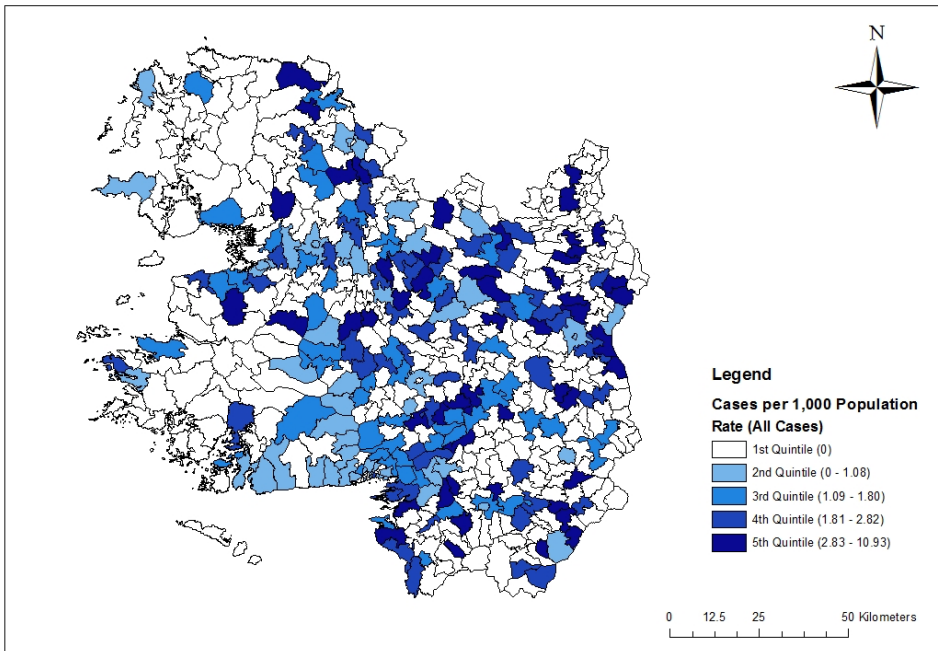 N
Legend
Cases per 1,000 Population
Rate (All Cases)
1st Quintile (0)
2nd Quintile (0 - 1.08)
3rd Quintile (1.09 - 1.80)
4th Quintile (1.81 - 2.82)
5th Quintile (2.83 - 10.93)
0 12.5 25 50 Kilometers